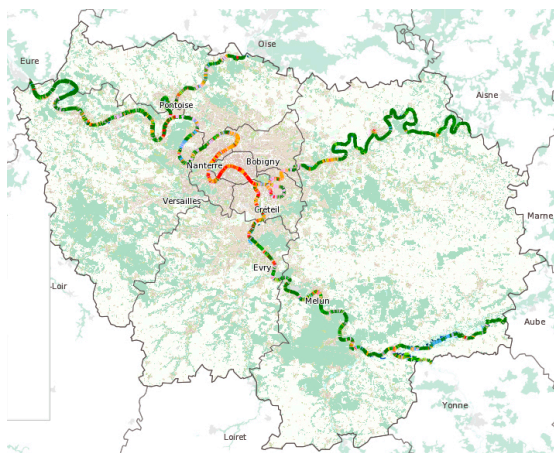 Oise
Eure
Aisne
Pontoise
Nanterre
Bobigny
Versailles
Créteil
Marne
Evry
Loir
Melun
Aube
Yonne
Loiret